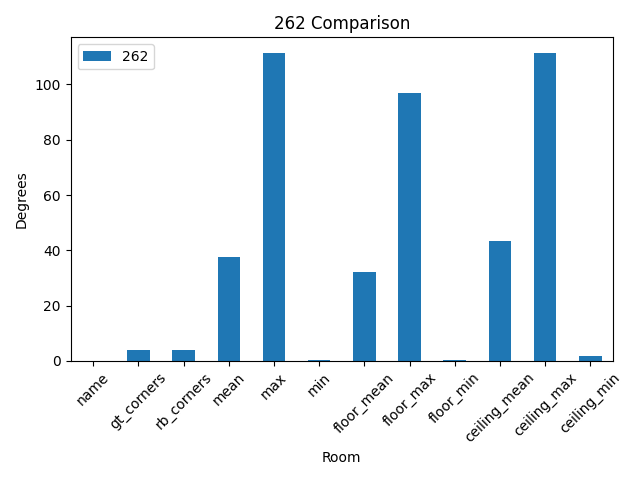 262 Comparison
262
Degrees
100
80
60
40
20
0
name
gt_corners
rb_corners
mean
max
min
floor_mean
floor_max
floor_min
ceiling_mean
ceiling_max
ceiling_min
Room